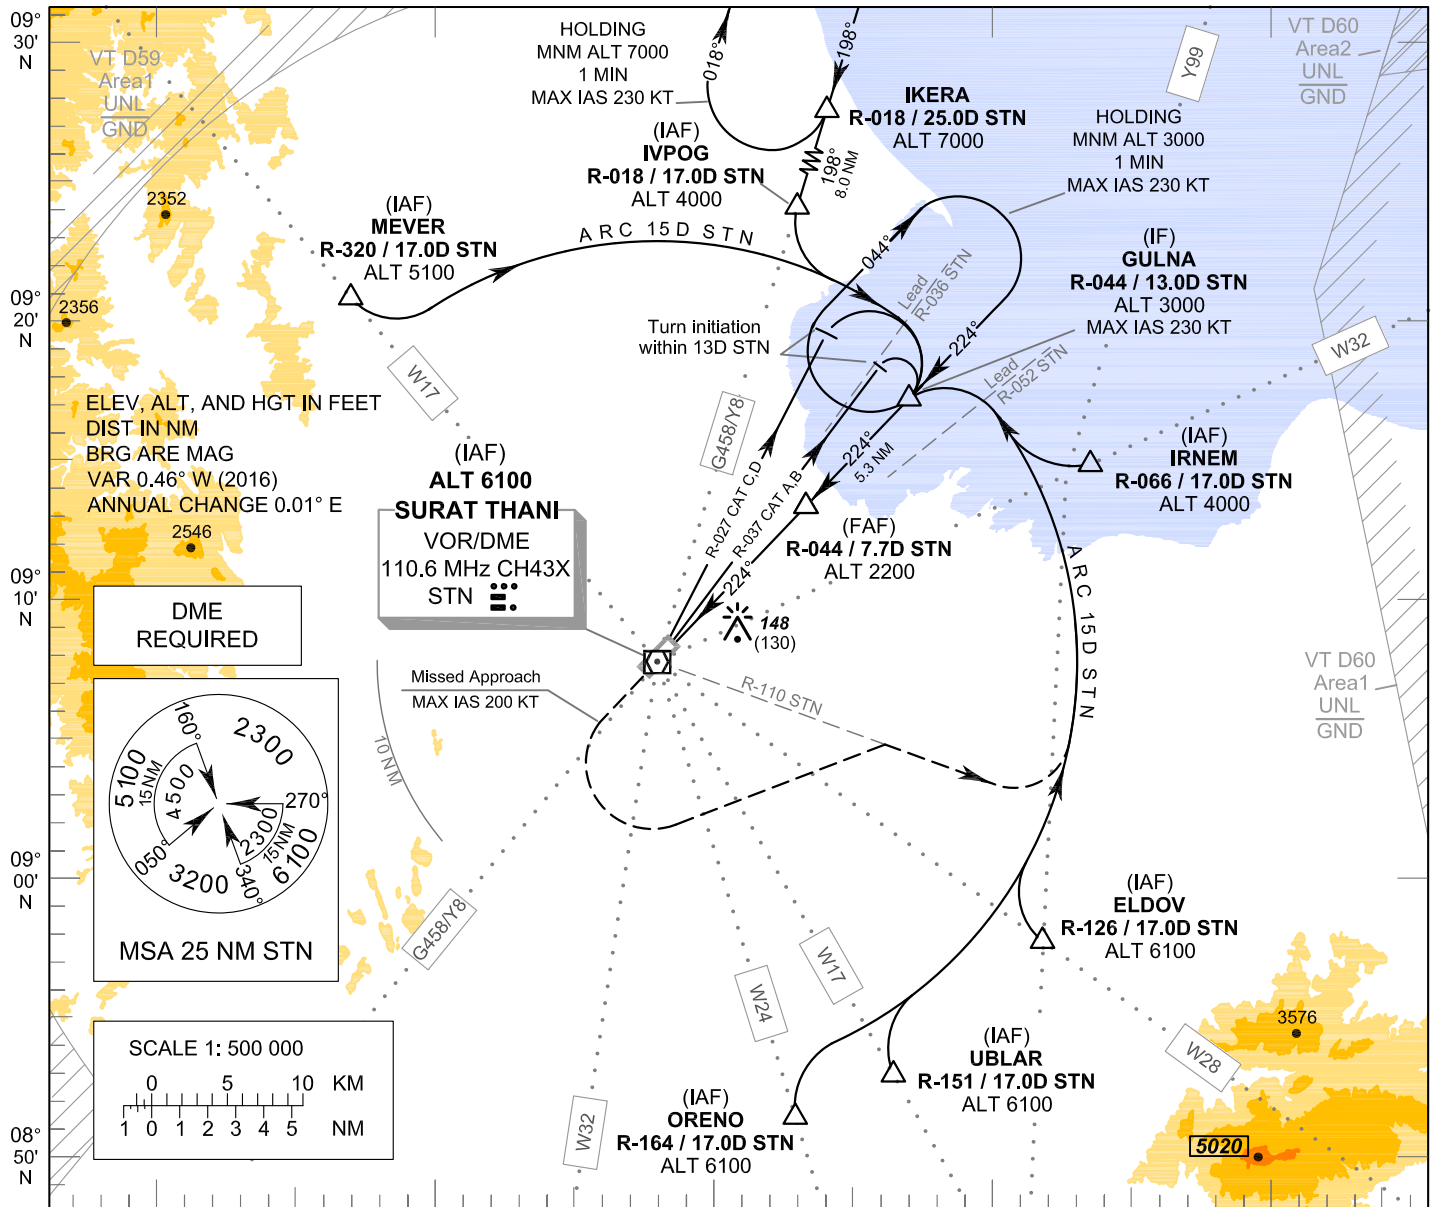 09°
30'
N
VT D59
Area1
UNL
GND
HOLDING
MNM ALT 7000
1 MIN
MAX IAS 230 KT
018°
198°
IKERA
R-018 / 25.0D STN
ALT 7000
Y99
VT D60
Area2
UNL
GND
HOLDING
MNM ALT 3000
1 MIN
MAX IAS 230 KT
(IAF)
IVPOG
R-018 / 17.0D STN
ALT 4000
198°
8.0 NM
2352
(IAF)
MEVER
R-320 / 17.0D STN
ALT 5100
ARC 15D STN
044°
Lead
R-036 STN
(IF)
GULNA
R-044 / 13.0D STN
ALT 3000
MAX IAS 230 KT
09°
20'
N
2356
Turn initiation
within 13D STN
224°
Lead
R-052 STN
W32
W17
G458/Y8
ELEV, ALT, AND HGT IN FEET
DIST IN NM
BRG ARE MAG
VAR 0.46° W (2016)
ANNUAL CHANGE 0.01° E
2546
(IAF)
ALT 6100
SURAT THANI
VOR/DME
110.6 MHz CH43X
STN
R-027 CAT C,D
R-037 CAT A,B
224°
5.3 NM
224°
(FAF)
R-044 / 7.7D STN
ALT 2200
(IAF)
IRNEM
R-066 / 17.0D STN
ALT 4000
09°
10'
N
DME
REQUIRED
148
(130)
ARC 15D STN
Missed Approach
MAX IAS 200 KT
R-110 STN
VT D60
Area1
UNL
GND
10 NM
160°
2300
5100
15 NM
4500
270°
2300
15 NM
6100
050°
3200
340°
MSA 25 NM STN
09°
00'
N
G458/Y8
W17
W24
(IAF)
ELDOV
R-126 / 17.0D STN
ALT 6100
SCALE 1: 500 000
0 5 10 KM
1 0 1 2 3 4 5 NM
W32
(IAF)
ORENO
R-164 / 17.0D STN
ALT 6100
(IAF)
UBLAR
R-151 / 17.0D STN
ALT 6100
W28
3576
5020
08°
50'
N